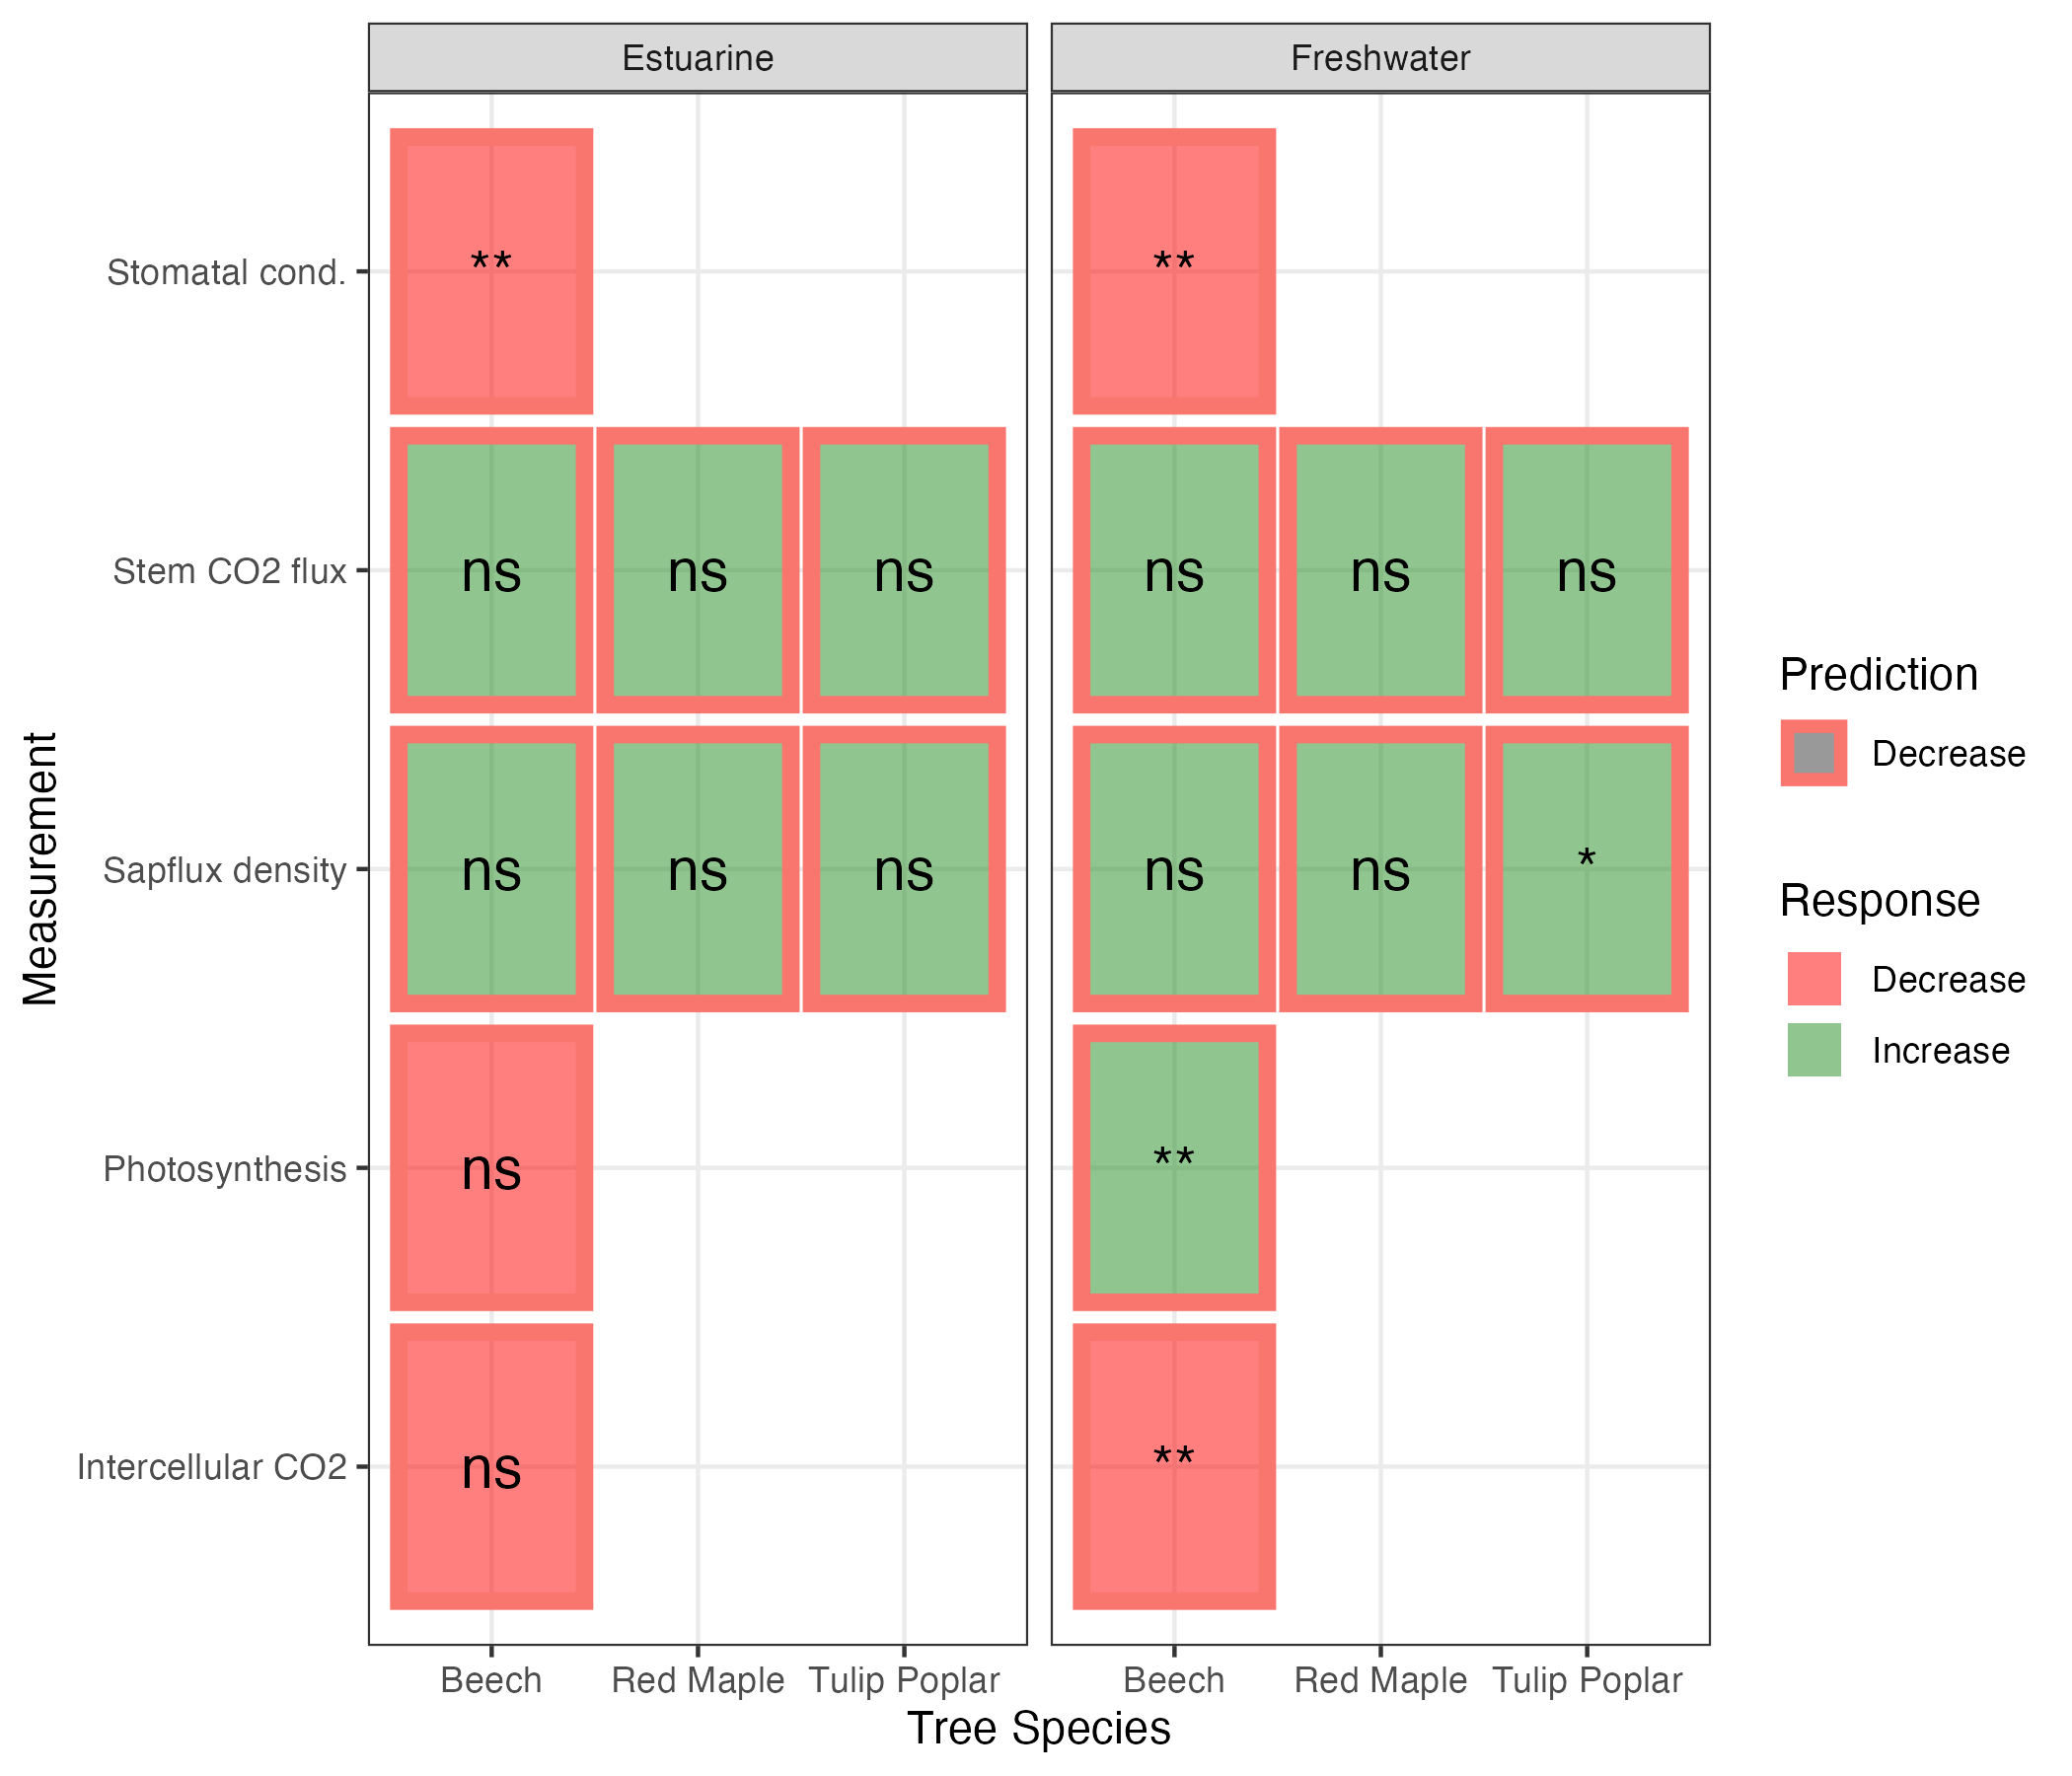 Estuarine Freshwater
Stomatal cond. ** **
Stem CO2 flux ns ns ns ns ns ns
Sapflux density ns ns ns ns ns *
Photosynthesis ns **
Intercellular CO2 ns **
Measurement
Beech Red Maple Tulip Poplar Beech Red Maple Tulip Poplar
Tree Species
Prediction
Decrease
Response
Decrease
Increase